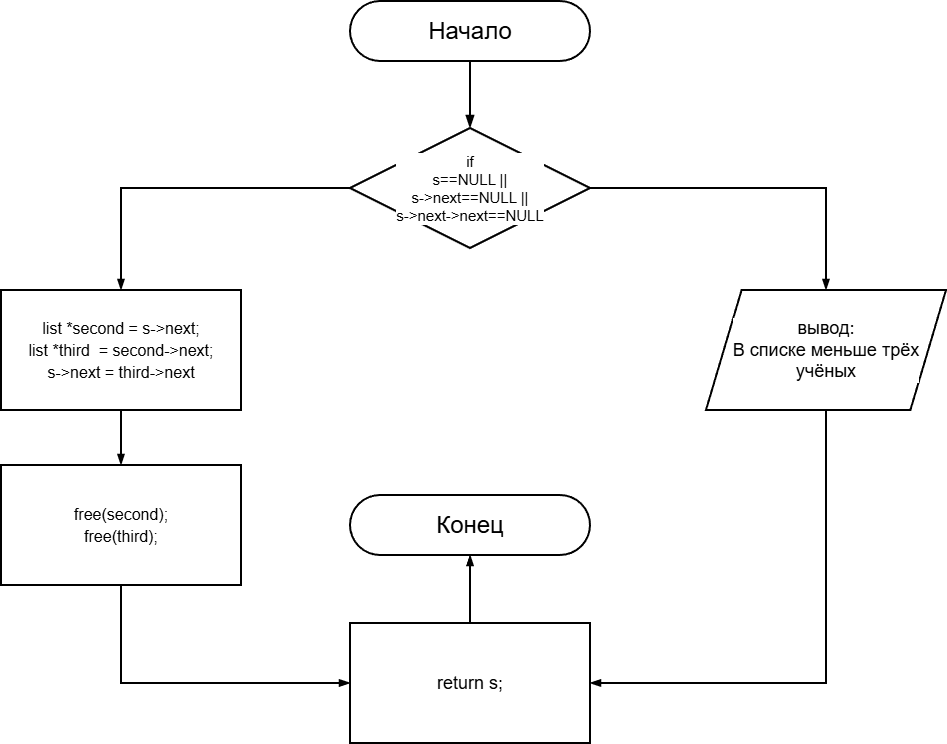 Начало
if
s==NULL ||
s->next==NULL ||
s->next->next==NULL
list *second = s->next;
list *third  = second->next;
s->next = third->next
вывод:
В списке меньше трёх
учёных
free(second);
free(third);
Конец
return s;